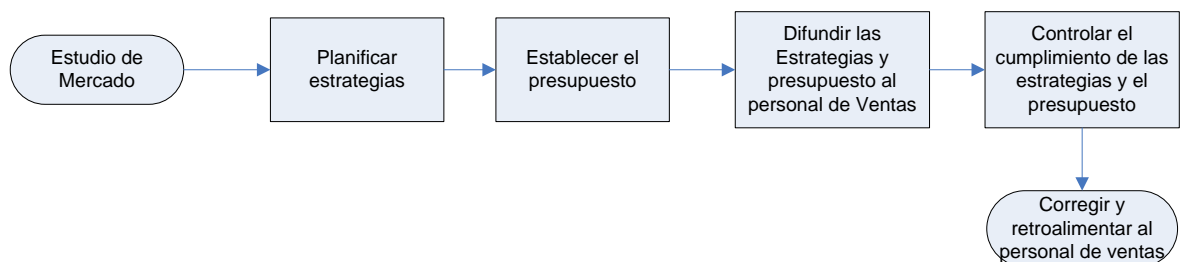 Estudio de
Mercado
Planificar
estrategias
Establecer el
presupuesto
Difundir las
Estrategias y
presupuesto al
personal de Ventas
Controlar el
cumplimiento de las
estrategias y el
presupuesto
Corregir y
retroalimentar al
personal de ventas